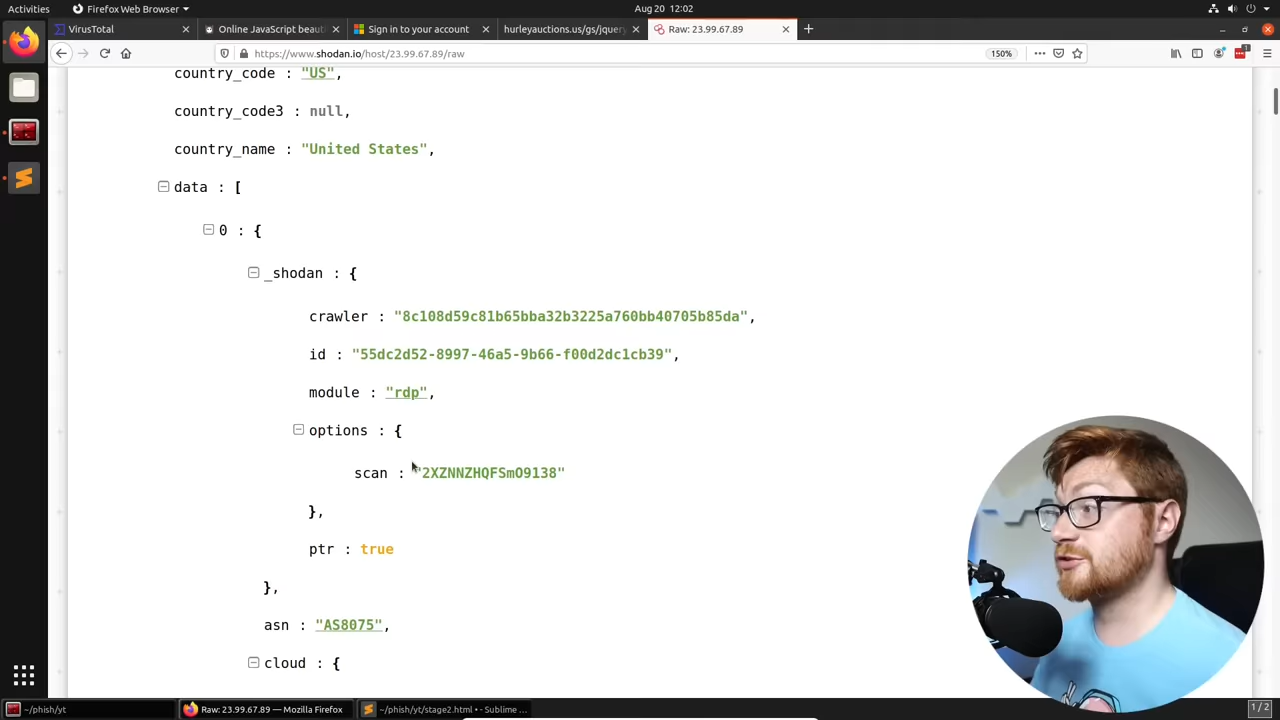 Activities
Firefox Web Browser
Aug 20 12:02
VirusTotal
Online JavaScript beaut
Sign in to your account
hurleyauctions.us/gs/jquery
Raw: 23.99.67.89
https://www.shodan.io/host/23.99.67.89/raw
150%
country_code : "US",
country_code3 : null,
country_name : "United States",
data : [
0 : {
_shodan : {
crawler : "8c108d59c81b65bba32b3225a760bb40705b85da",
id : "55dc2d52-8997-46a5-9b66-f00d2dc1cb39",
module : "rdp",
options : {
scan : "2XZNNZHQFSmO9138"
},
ptr : true
},
asn : "AS8075",
cloud : {
~/phish/yt
Raw: 23.99.67.89 — Mozilla Firefox
~/phish/yt/stage2.html • - Sublime ...
1/2